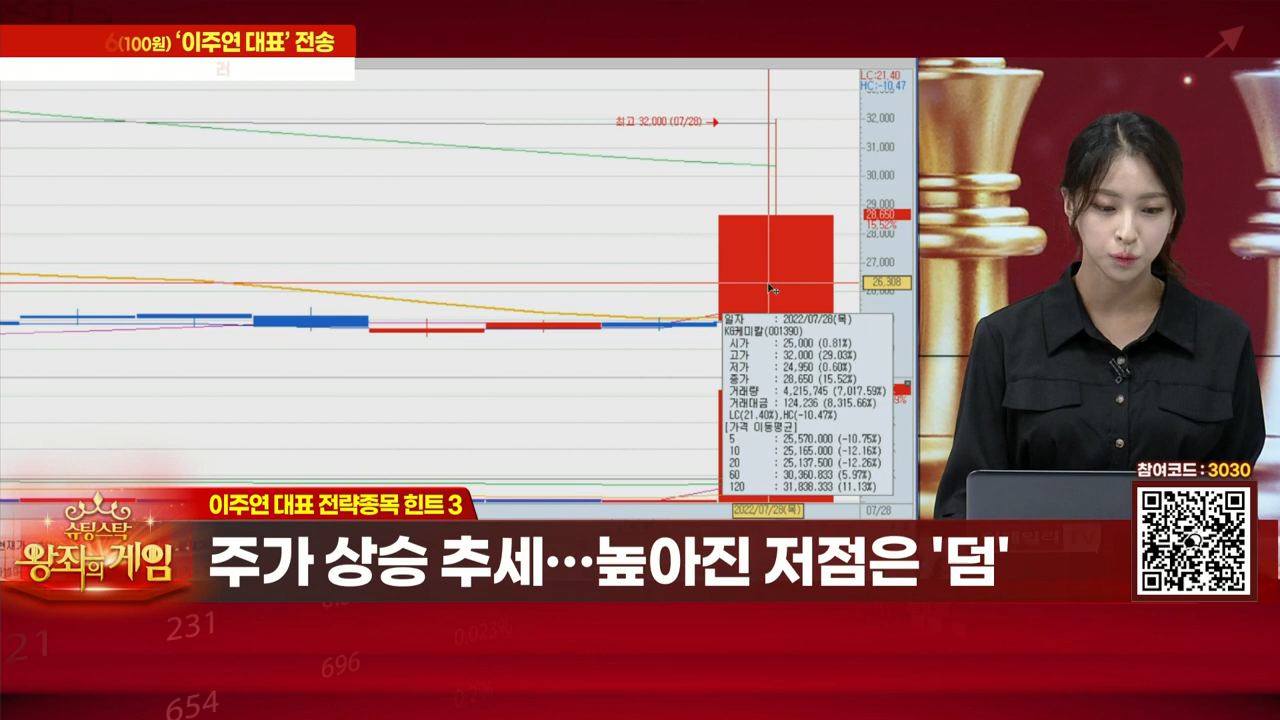 (100원) ‘이주연 대표’ 전송
최고 32,000 (07/28)
LC:21.40
HC:-10.47
32,000
31,000
30,000
29,000
28,650
15.52%
28,000
27,000
26,308
일자 : 2022/07/28(목)
KG케미칼(001390)
시가 : 25,000 (0.81%)
고가 : 32,000 (29.03%)
저가 : 24,950 (0.60%)
종가 : 28,650 (15.52%)
거래량 : 4,215,745 (7,017.59%)
거래대금 : 124,236 (8,315.66%)
LC(21.40%),HC(-10.47%)
[가격 이동평균]
5 : 25,570.000 (-10.75%)
10 : 25,165.000 (-12.16%)
20 : 25,137.500 (-12.26%)
60 : 30,360.833 (5.97%)
120 : 31,838.333 (11.13%)
2022/07/28(목)
07/28
참여코드 : 3030
이주연 대표 전략종목 힌트 3
슈팅스탁
왕좌의 게임
주가 상승 추세…높아진 저점은 '덤'
21
231
696
654
0.023%